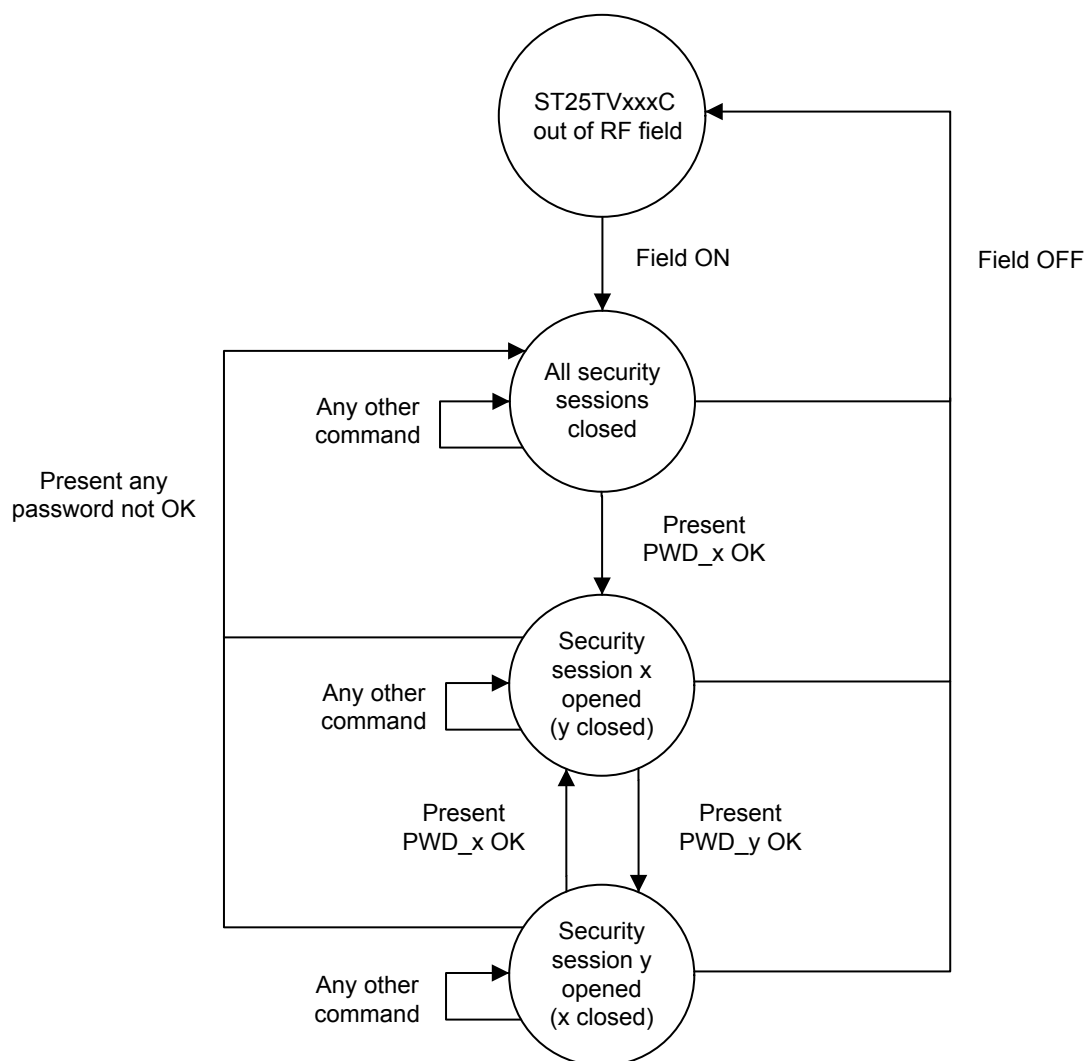 ST25TVxxxC
out of RF field
Field ON
Field OFF
All security
sessions
closed
Any other
command
Present any
password not OK
Present
PWD_x OK
Security
session x
opened
(y closed)
Any other
command
Present
PWD_x OK
Present
PWD_y OK
Security
session y
opened
(x closed)
Any other
command